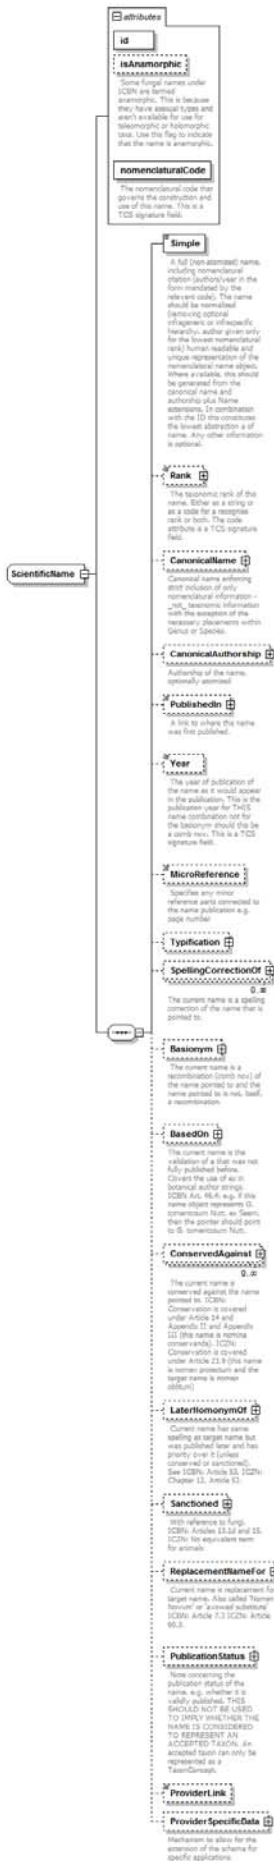 attributes
id
isAnamorphic
Some fungal names under
ICBN are termed
anamorphic. This is because
they have asexual types and
aren't available for use for
teleomorphic or holomorphic
taxa. Use this flag to indicate
that the name is anamorphic.
nomenclaturalCode
The nomenclatural code that
governs the construction and
use of this name. This is a
TCS signature field.
Simple
A full (non-atomized) name,
including nomenclatural
citation (authors/year in the
form mandated by the
relevant code). The name
should be normalised
(removing optional
infrageneric or infraspecific
hierarchy, author given only
for the lowest nomenclatural
rank) human readable and
unique representation of the
nomenclatural name object.
Where available, this should
be generated from the
canonical name and
authorship plus Name
extensions. In combination
with the ID this constitutes
the lowest abstraction a of
name. Any other information
is optional.
Rank
The taxonomic rank of this
name. Either as a string or
as a code for a recognise
rank or both. The code
attribute is a TCS signature
field.
ScientificName
CanonicalName
Canonical name enforcing
strict inclusion of only
nomenclatural information -
_not_ taxonomic information
with the exception of the
necessary placements within
Genus or Species.
CanonicalAuthorship
Authorship of the name,
optionally atomised
PublishedIn
A link to where this name
was first published.
Year
The year of publication of
the name as it would appear
in the publication. This is the
publication year for THIS
name combination not for
the basionym should this be
a comb nov. This is a TCS
signature field.
MicroReference
Specifies any minor
reference parts connected to
the name publication e.g.
page number
Typification
SpellingCorrectionOf
0..∞
The current name is a spelling
correction of the name that is
pointed to.
Basionym
The current name is a
recombination (comb nov) of
the name pointed to and the
name pointed to is not, itself,
a recombination.
BasedOn
The current name is the
validation of a that was not
fully published before.
Covers the use of ex in
botanical author strings.
ICBN Art. 46.4: e.g. if this
name object represents G.
tomentosum Nutt. ex Seem.
then the pointer should point
to G. tomentosum Nutt.
ConservedAgainst
0..∞
The current name is
conserved against the name
pointed to. ICBN:
Conservation is covered
under Article 14 and
Appendix II and Appendix
III (this name is nomina
conservanda). ICZN:
Conservation is covered
under Article 23.9 (this name
is nomen protectum and the
target name is nomen
oblitum)
LaterHomonymOf
Current name has same
spelling as target name but
was published later and has
priority over it (unless
conserved or sanctioned).
See ICBN: Article 53, ICZN:
Chapter 12, Article 52.
Sanctioned
With reference to fungi.
ICBN: Articles 13.1d and 15.
ICZN: No equivalent term
for animals
ReplacementNameFor
Current name is replacement for
target name. Also called 'Nomen
Novum' or 'avowed substitute'
ICBN: Article 7.3 ICZN: Article
60.3.
PublicationStatus
Note concerning the
publication status of the
name, e.g. whether it is
validly published. THIS
SHOULD NOT BE USED
TO IMPLY WHETHER THE
NAME IS CONSIDERED
TO REPRESENT AN
ACCEPTED TAXON. An
accepted taxon can only be
represented as a
TaxonConcept.
ProviderLink
ProviderSpecificData
Mechanism to allow for the
extension of the schema for
specific applications.